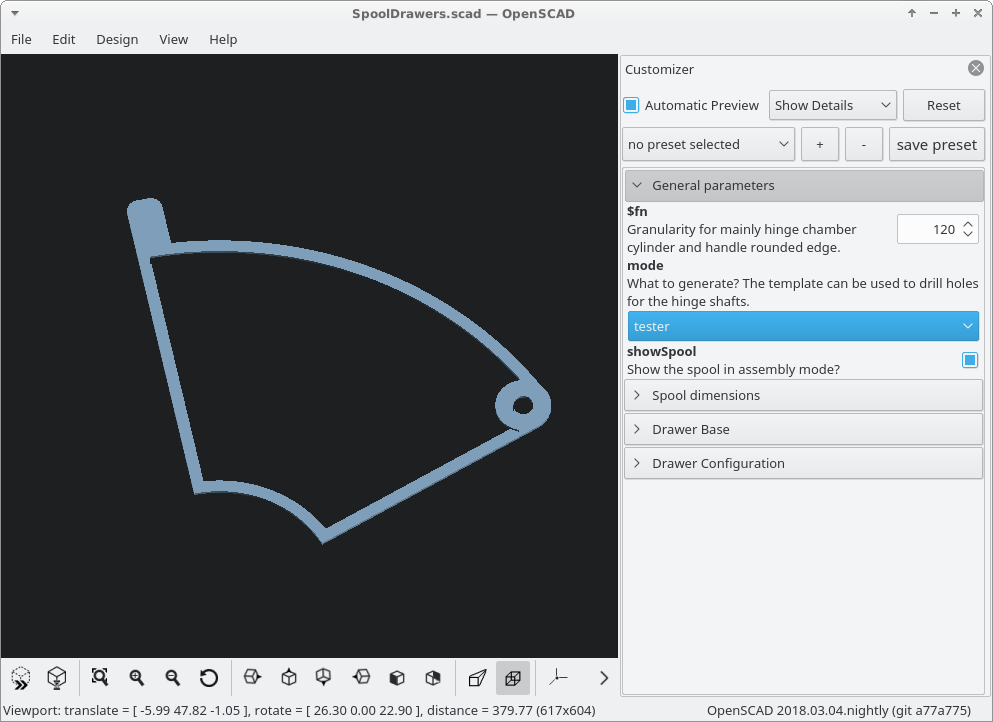 SpoolDrawers.scad — OpenSCAD
File Edit Design View Help
Customizer
Automatic Preview Show Details Reset
no preset selected + - save preset
General parameters
$fn
Granularity for mainly hinge chamber
cylinder and handle rounded edge.
120
mode
What to generate? The template can be used to drill holes
for the hinge shafts.
tester
showSpool
Show the spool in assembly mode?
Spool dimensions
Drawer Base
Drawer Configuration
Viewport: translate = [ -5.99 47.82 -1.05 ], rotate = [ 26.30 0.00 22.90 ], distance = 379.77 (617x604)
OpenSCAD 2018.03.04.nightly (git a77a775)